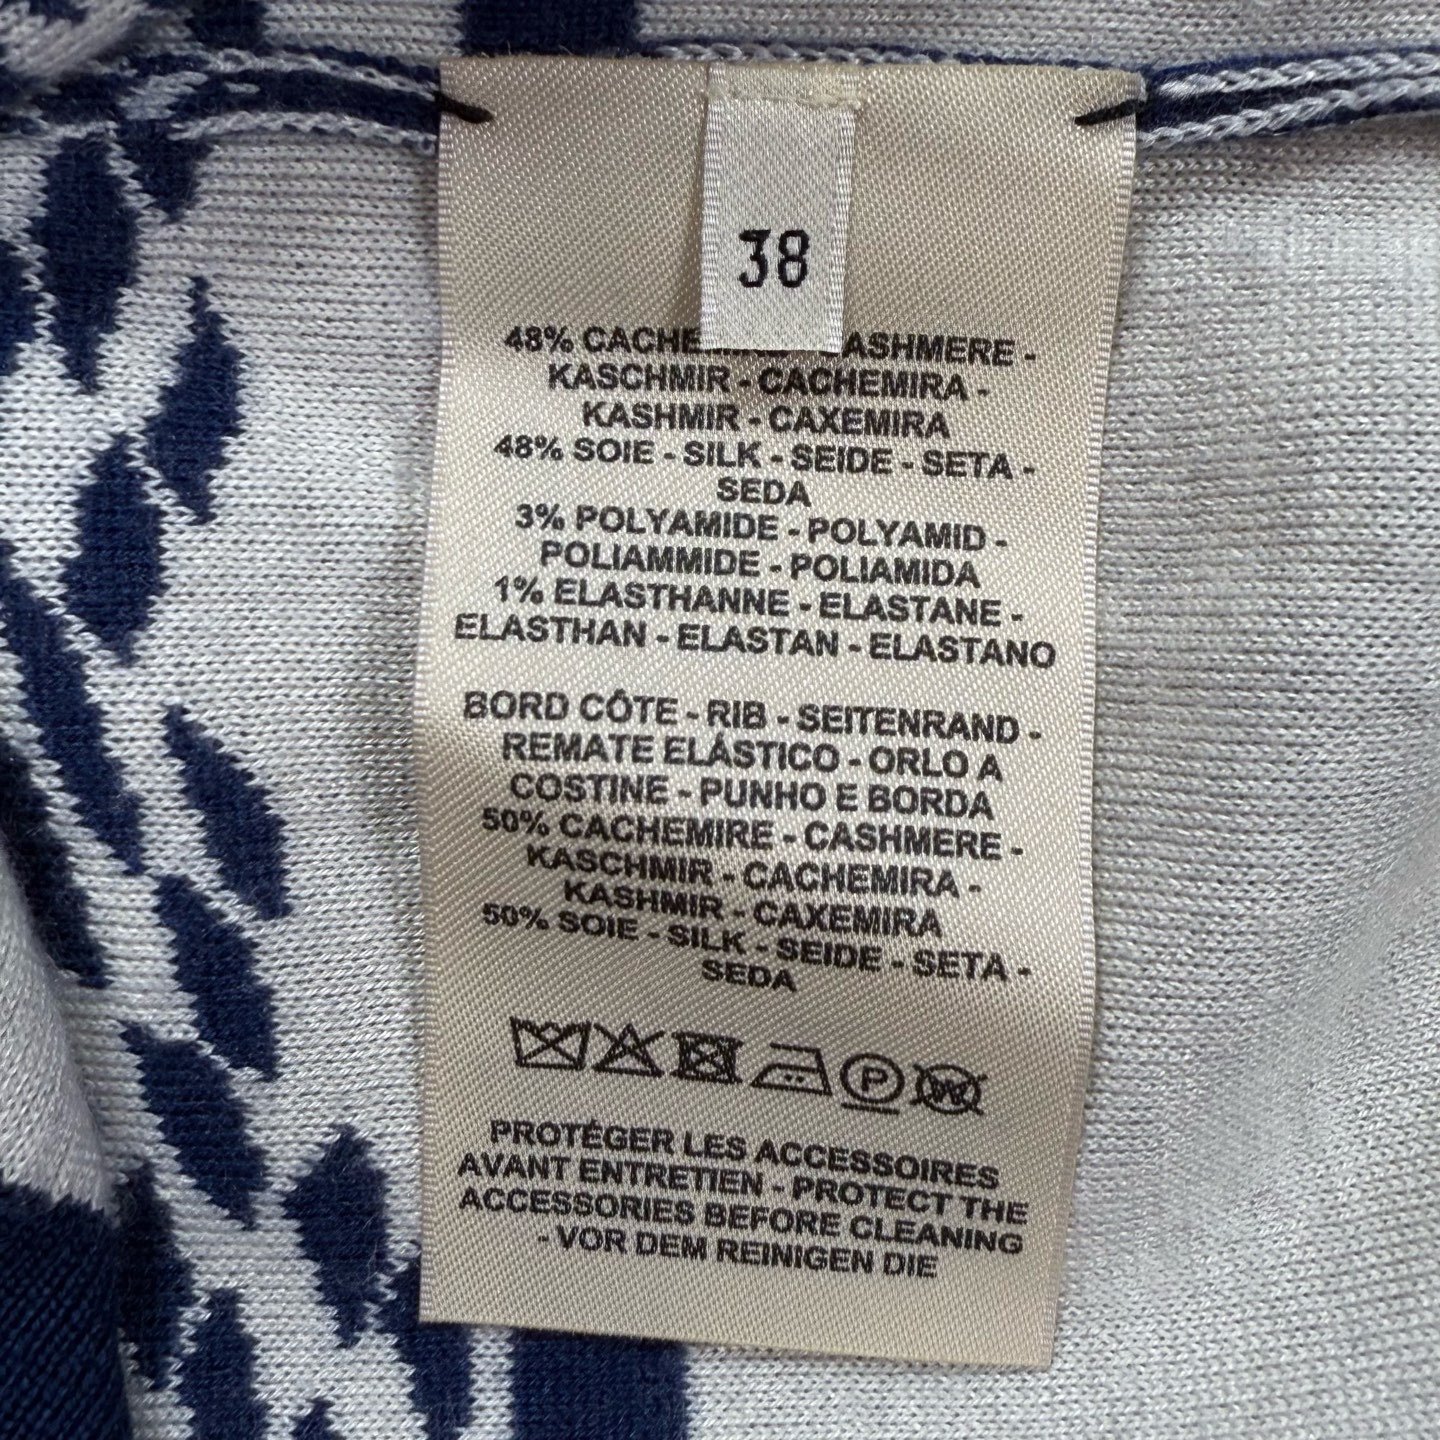 38
48% CACHE ASHMERE -
KASCHMIR - CACHEMIRA -
KASHMIR - CAXEMIRA
48% SOIE - SILK - SEIDE - SETA -
SEDA
3% POLYAMIDE - POLYAMID -
POLIAMMIDE - POLIAMIDA
1% ELASTHANNE - ELASTANE -
ELASTHAN - ELASTAN - ELASTANO
BORD CÔTE - RIB - SEITENRAND -
REMATE ELÁSTICO - ORLO A
COSTINE - PUNHO E BORDA
50% CACHEMIRE - CASHMERE -
KASCHMIR - CACHEMIRA -
KASHMIR - CAXEMIRA
50% SOIE - SILK - SEIDE - SETA -
SEDA
P W
PROTÉGER LES ACCESSOIRES
AVANT ENTRETIEN - PROTECT THE
ACCESSORIES BEFORE CLEANING
- VOR DEM REINIGEN DIE